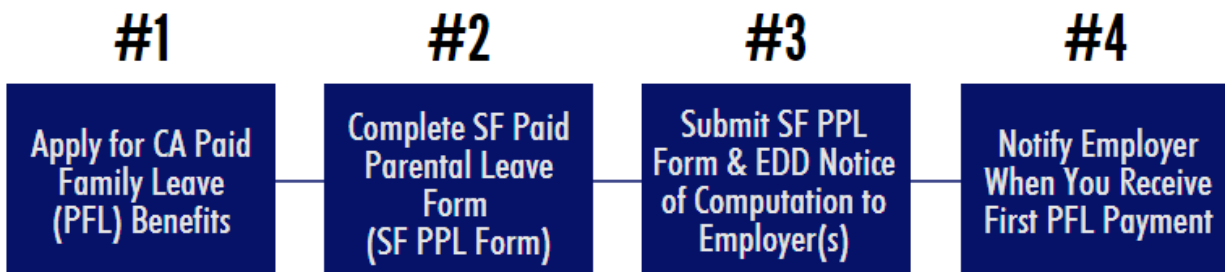 #1
Apply for CA Paid
Family Leave
(PFL) Benefits
#2
Complete SF Paid
Parental Leave
Form
(SF PPL Form)
#3
Submit SF PPL
Form & EDD Notice
of Computation to
Employer(s)
#4
Notify Employer
When You Receive
First PFL Payment